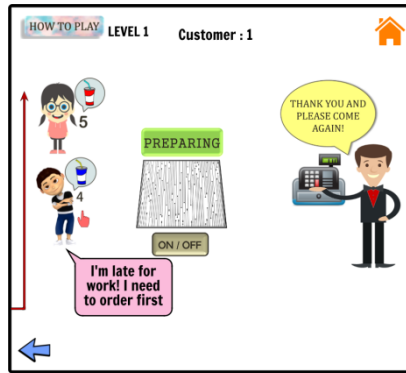 HOW TO PLAY
LEVEL 1
Customer : 1
5
THANK YOU AND
PLEASE COME
AGAIN!
PREPARING
4
ON / OFF
I'm late for
work! I need
to order first